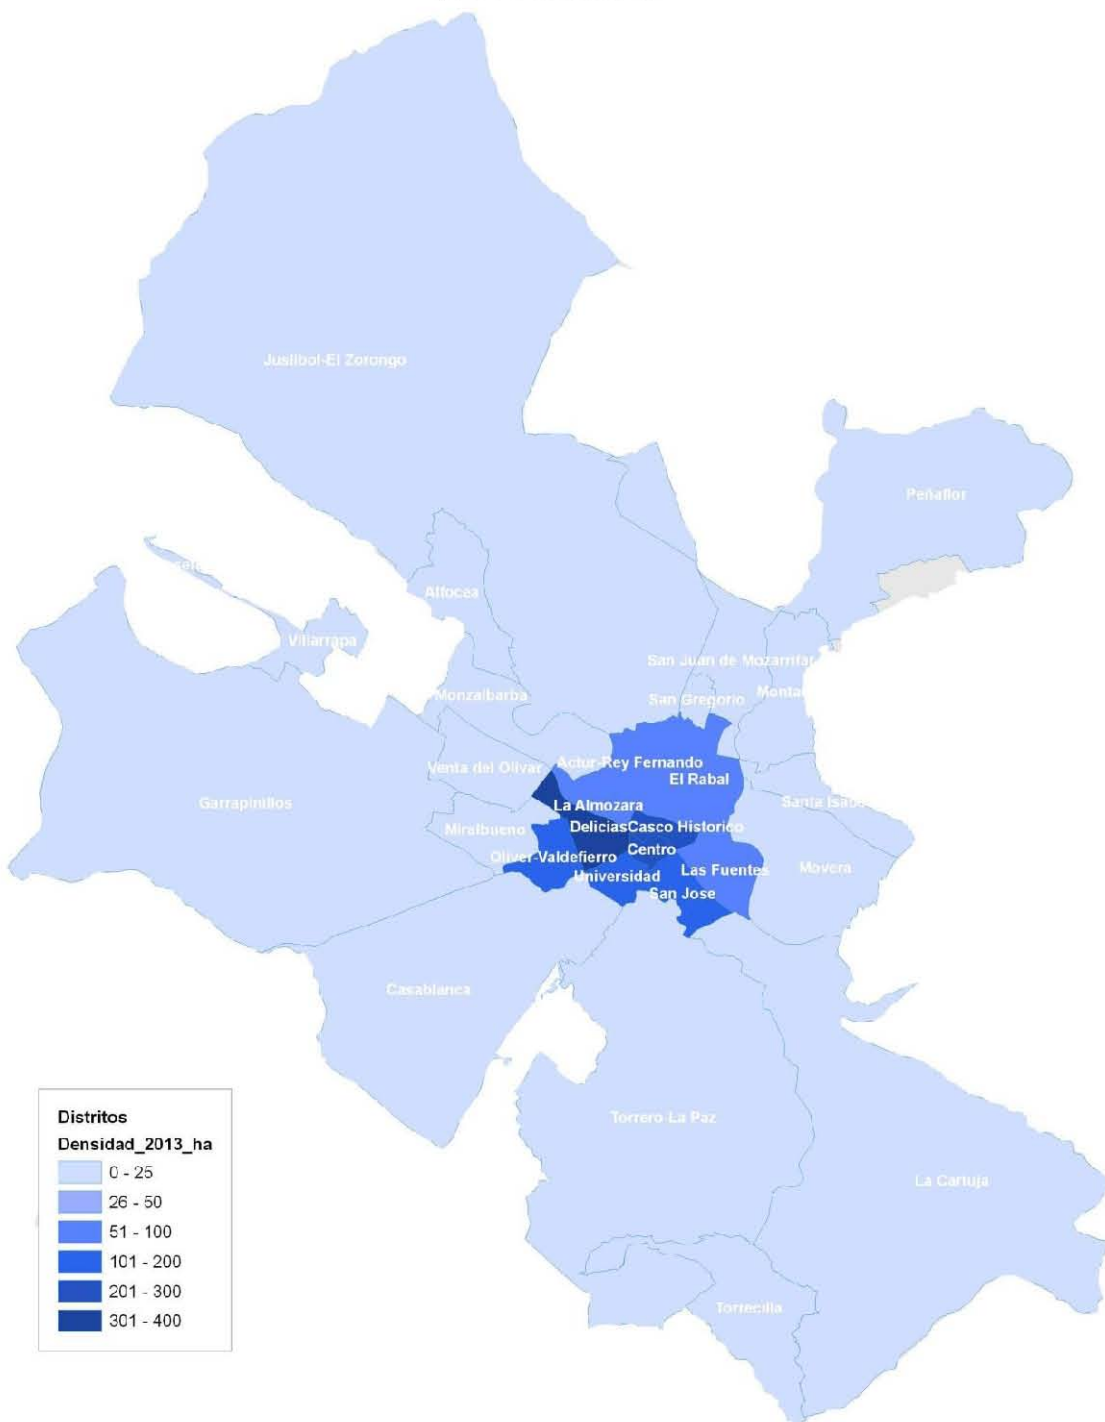 Juslibol-El Zorongo
Peñaflor
Alfocea
Villarrapa
San Juan de Mozarrifar
Monzalbarba
San Gregorio
Venta del Olivar
Actur-Rey Fernando
El Rabal
Garrapinillos
La Almozara
Santa Isabe
Miralbueno
Delicias
Casco Historico
Centro
Oliver-Valdefierro
Las Fuentes
Movera
Universidad
San Jose
Casablanca
Torrero-La Paz
La Cartuja
Torrecilla
Distritos
Densidad_2013_ha
0 - 25
26 - 50
51 - 100
101 - 200
201 - 300
301 - 400